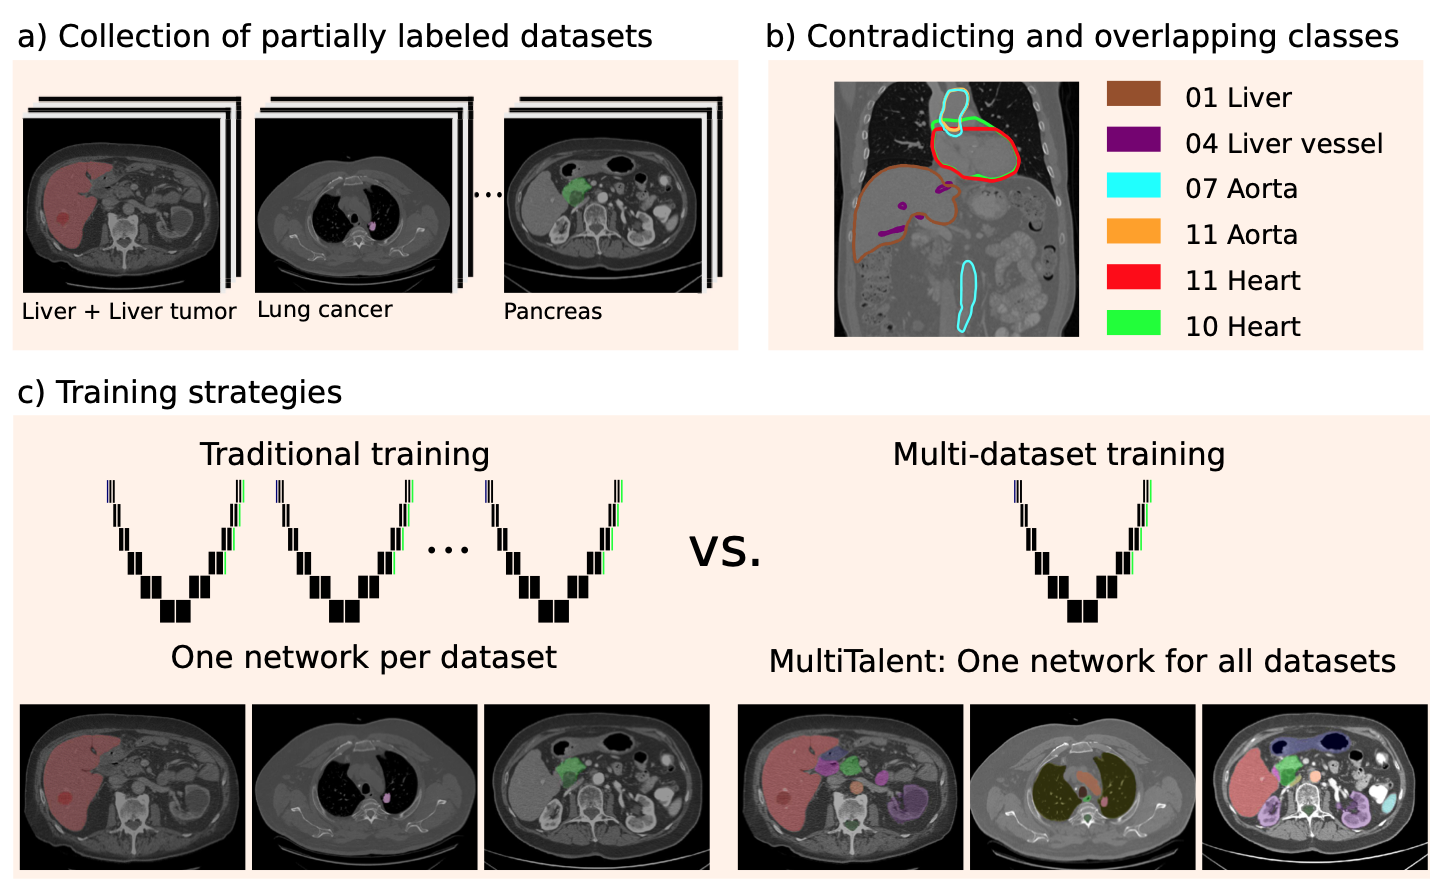 a) Collection of partially labeled datasets
Liver + Liver tumor
Lung cancer
...
Pancreas
b) Contradicting and overlapping classes
01 Liver
04 Liver vessel
07 Aorta
11 Aorta
11 Heart
10 Heart
c) Training strategies
Traditional training
...
One network per dataset
vs.
Multi-dataset training
MultiTalent: One network for all datasets